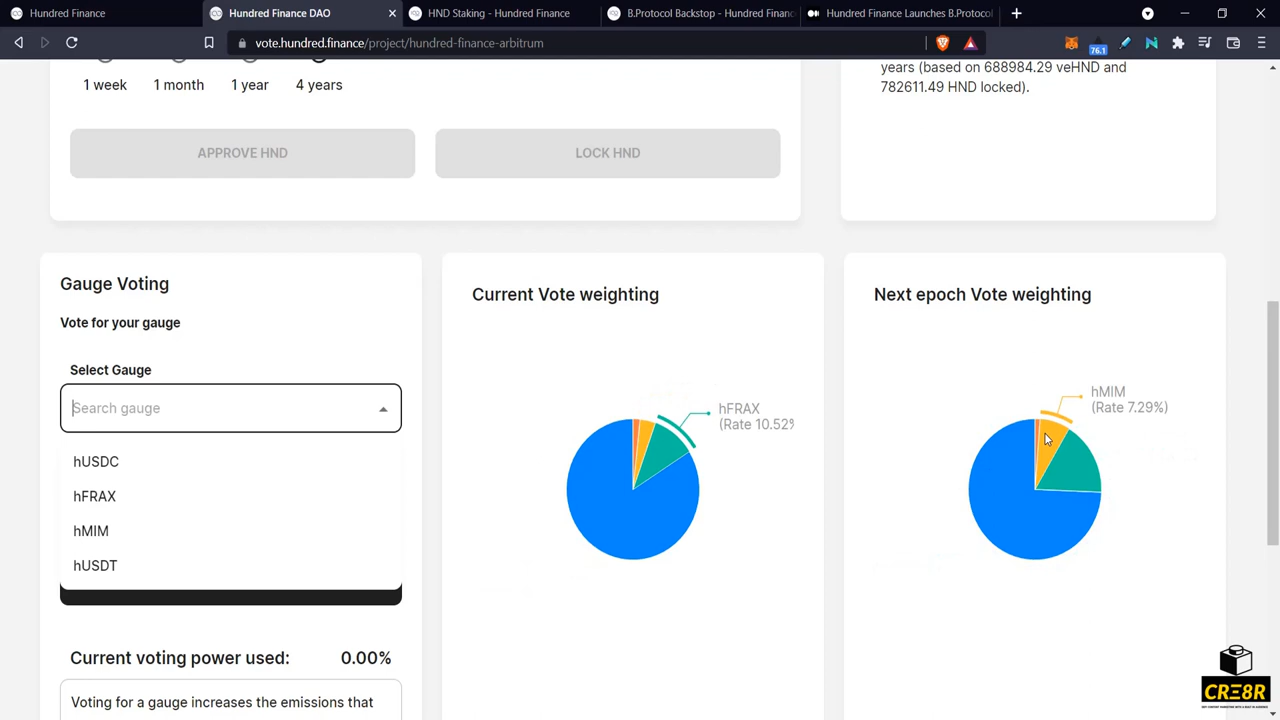 Hundred Finance
Hundred Finance DAO
HND Staking - Hundred Finance
B.Protocol Backstop - Hundred Financ
Hundred Finance Launches B.Protocol
vote.hundred.finance/project/hundred-finance-arbitrum
76.1
1 week 1 month 1 year 4 years
APPROVE HND
LOCK HND
years (based on 688984.29 veHND and
782611.49 HND locked).
Gauge Voting
Vote for your gauge
Select Gauge
Search gauge
hUSDC
hFRAX
hMIM
hUSDT
Current voting power used: 0.00%
Voting for a gauge increases the emissions that
Current Vote weighting
hFRAX
(Rate 10.52%
Next epoch Vote weighting
hMIM
(Rate 7.29%)
CRE8R